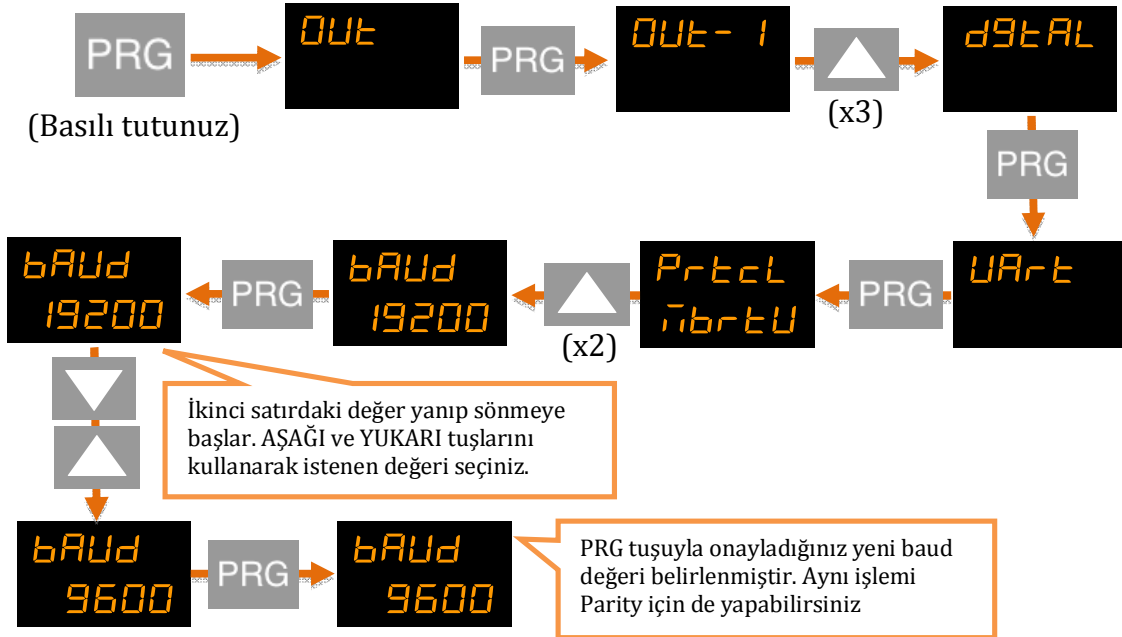 PRG
OUt
PRG
OUt- 1
dgtAL
(Basılı tutunuz)
(x3)
PRG
bAUd
19200
PRG
bAUd
19200
(x2)
PrtcL
PRG
UArt
İkinci satırdaki değer yanıp sönmeye
başlar. AŞAĞI ve YUKARI tuşlarını
kullanarak istenen değeri seçiniz.
bAUd
9600
PRG
bAUd
9600
PRG tuşuyla onayladığınız yeni baud
değeri belirlenmiştir. Aynı işlemi
Parity için de yapabilirsiniz